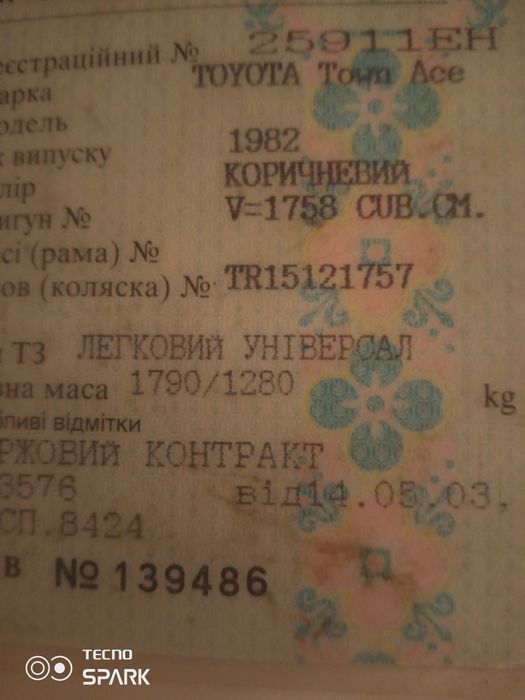 еєстраційний № 25911ЕН
арка TOYOTA Town Ace
одель
к випуску 1982
лір КОРИЧНЕВИЙ
игун № V=1758 CUB.CM.
сі (рама) №
ов (коляска) № TR15121757
ТЗ ЛЕГКОВИЙ УНІВЕРСАЛ
вна маса 1790/1280 kg
бливі відмітки
РЖОВИЙ КОНТРАКТ
3576 від14.05.03.
СП.8424
В № 139486
TECNO
SPARK